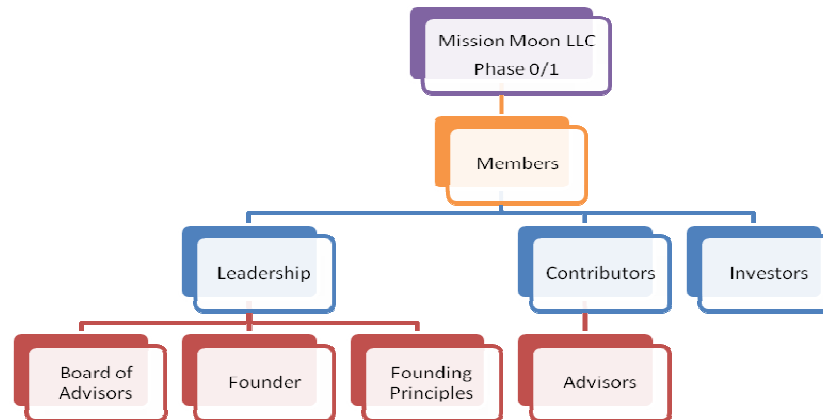 Mission Moon LLC
Phase 0/1
Members
Leadership
Contributors
Investors
Board of
Advisors
Founder
Founding
Principles
Advisors